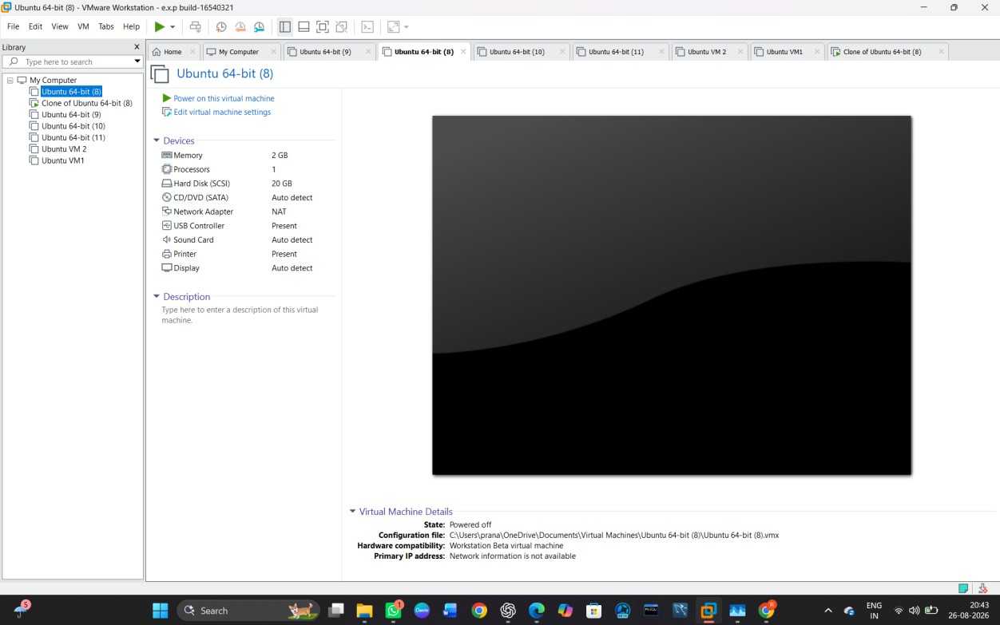 Ubuntu 64-bit (8) - VMware Workstation - e.x.p build-16540321
File Edit View VM Tabs Help
Library
Type here to search
My Computer
Ubuntu 64-bit (8)
Clone of Ubuntu 64-bit (8)
Ubuntu 64-bit (9)
Ubuntu 64-bit (10)
Ubuntu 64-bit (11)
Ubuntu VM 2
Ubuntu VM1
Home My Computer Ubuntu 64-bit (9) Ubuntu 64-bit (8) Ubuntu 64-bit (10) Ubuntu 64-bit (11) Ubuntu VM 2 Ubuntu VM1 Clone of Ubuntu 64-bit (8)
Ubuntu 64-bit (8)
Power on this virtual machine
Edit virtual machine settings
Devices
Memory 2 GB
Processors 1
Hard Disk (SCSI) 20 GB
CD/DVD (SATA) Auto detect
Network Adapter NAT
USB Controller Present
Sound Card Auto detect
Printer Present
Display Auto detect
Description
Type here to enter a description of this virtual
machine.
Virtual Machine Details
State: Powered off
Configuration file: C:\Users\prana\OneDrive\Documents\Virtual Machines\Ubuntu 64-bit (8)\Ubuntu 64-bit (8).vmx
Hardware compatibility: Workstation Beta virtual machine
Primary IP address: Network information is not available
5
Search
1
Canva
W
MySQL
R
ENG
IN
20:43
26-08-2026